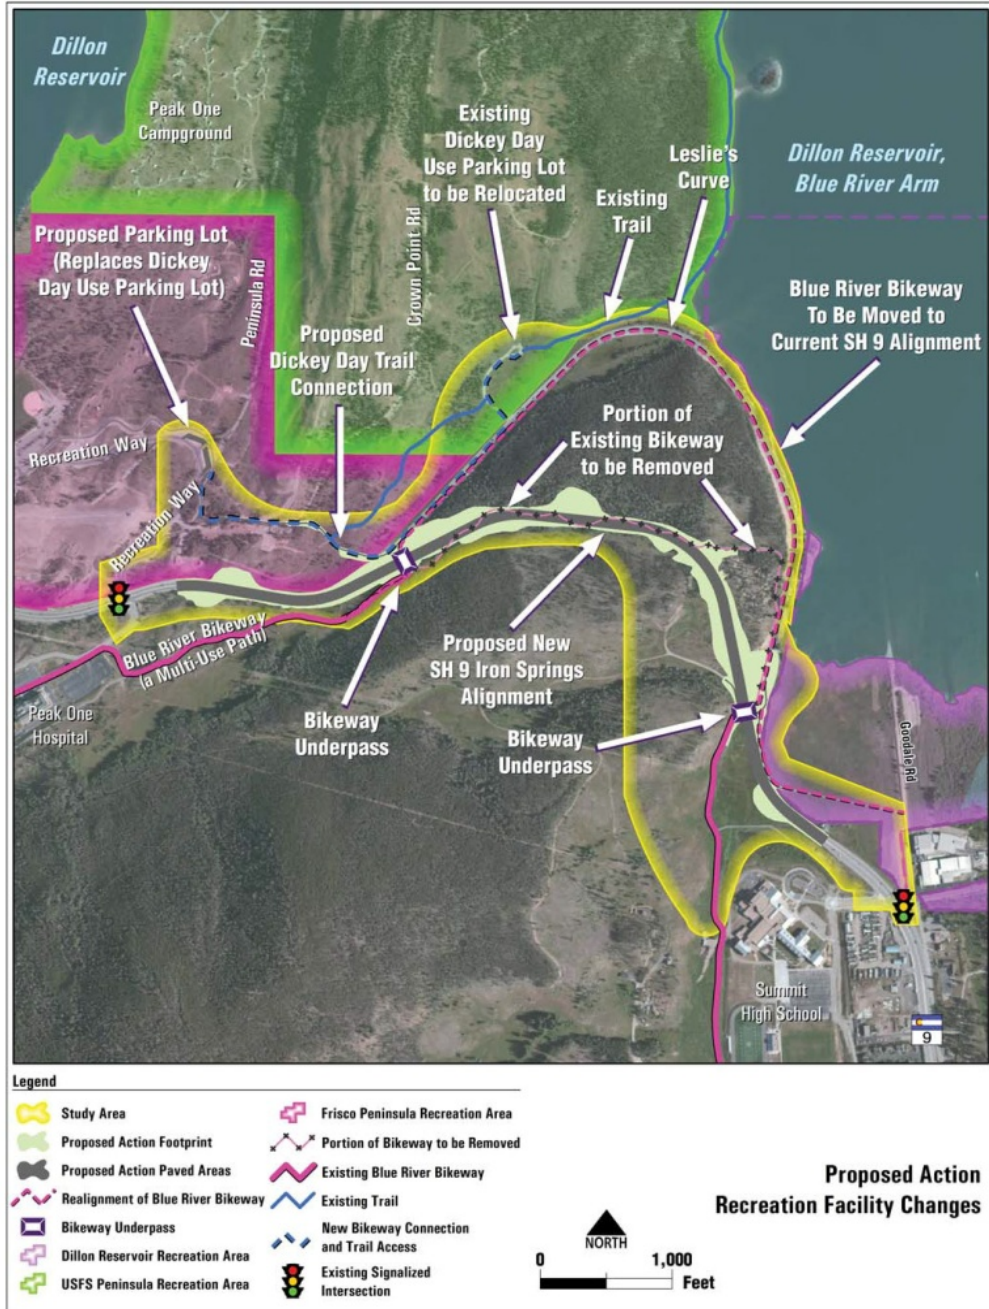 Dillon
Reservoir
Peak One
Campground
Existing
Dickey Day
Use Parking Lot
to be Relocated
Leslie's
Curve
Dillon Reservoir,
Blue River Arm
Existing
Trail
Proposed Parking Lot
(Replaces Dickey
Day Use Parking Lot)
Peninsula Rd
Crown Point Rd
Blue River Bikeway
To Be Moved to
Current SH 9 Alignment
Proposed
Dickey Day Trail
Connection
Portion of
Existing Bikeway
to be Removed
Recreation Way
Recreation Way
Blue River Bikeway
(a Multi-Use Path)
Proposed New
SH 9 Iron Springs
Alignment
Peak One
Hospital
Bikeway
Underpass
Bikeway
Underpass
Goodale Rd
Summit
High School
9
Legend
Study Area
Proposed Action Footprint
Proposed Action Paved Areas
Realignment of Blue River Bikeway
Bikeway Underpass
Dillon Reservoir Recreation Area
USFS Peninsula Recreation Area
Frisco Peninsula Recreation Area
Portion of Bikeway to be Removed
Existing Blue River Bikeway
Existing Trail
New Bikeway Connection
and Trail Access
Existing Signalized
Intersection
NORTH
0 1,000
Feet
Proposed Action
Recreation Facility Changes